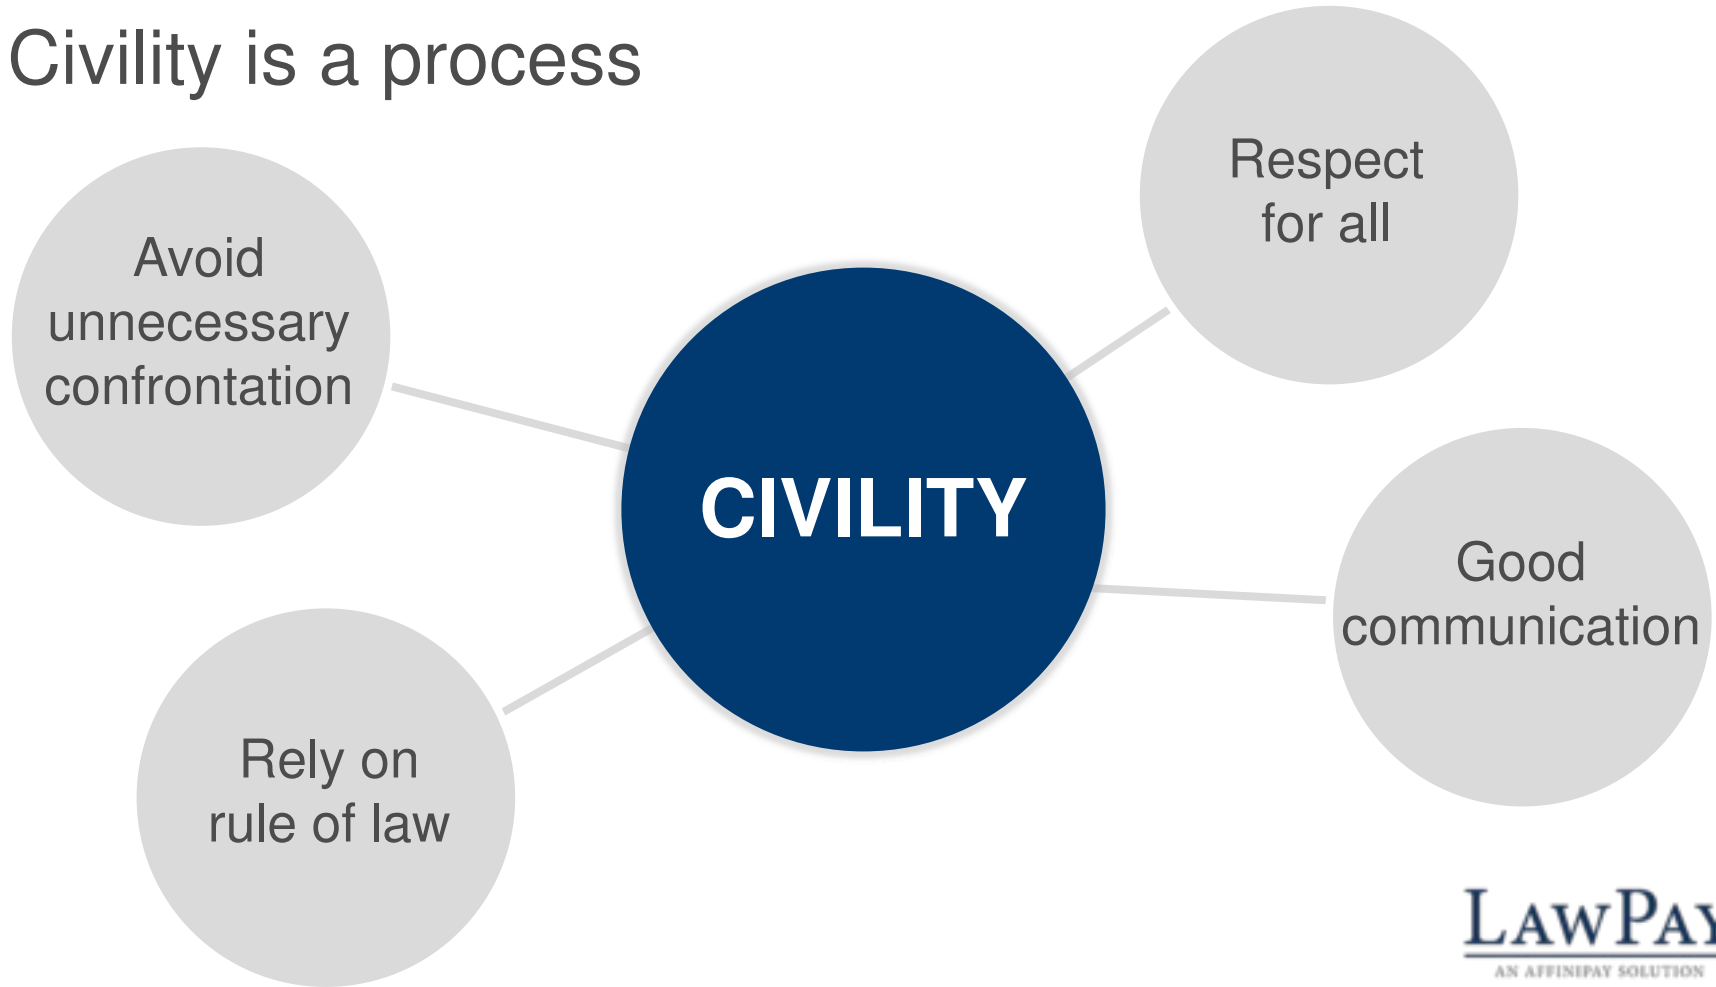 Civility is a process
Respect
for all
Avoid
unnecessary
confrontation
CIVILITY
Good
communication
Rely on
rule of law
LAWPAY
AN AFFINIPAY SOLUTION